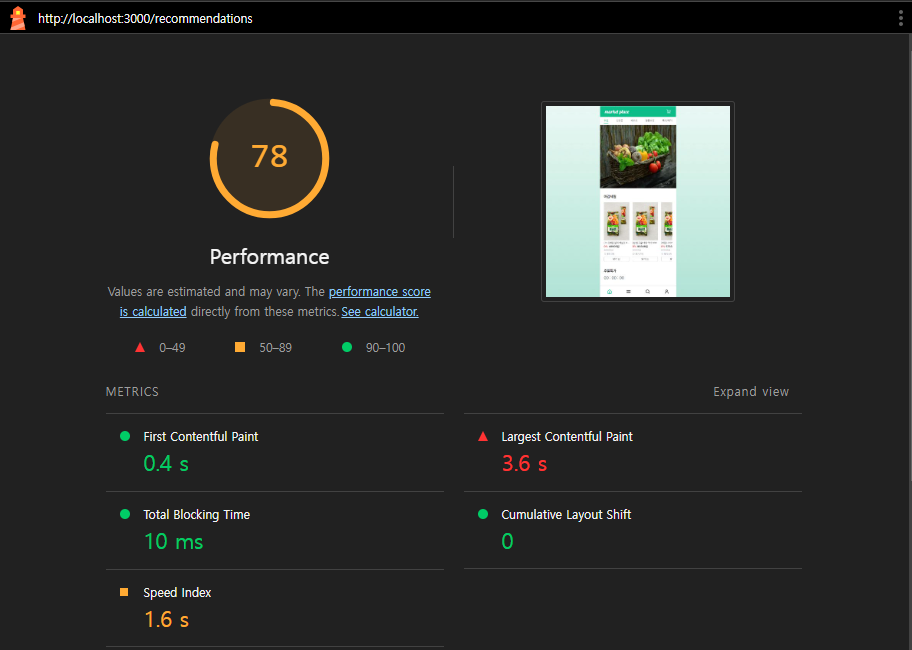 http://localhost:3000/recommendations
78
Performance
Values are estimated and may vary. The performance score
is calculated directly from these metrics. See calculator.
0–49
50–89
90–100
METRICS
Expand view
First Contentful Paint
0.4 s
Largest Contentful Paint
3.6 s
Total Blocking Time
10 ms
Cumulative Layout Shift
0
Speed Index
1.6 s